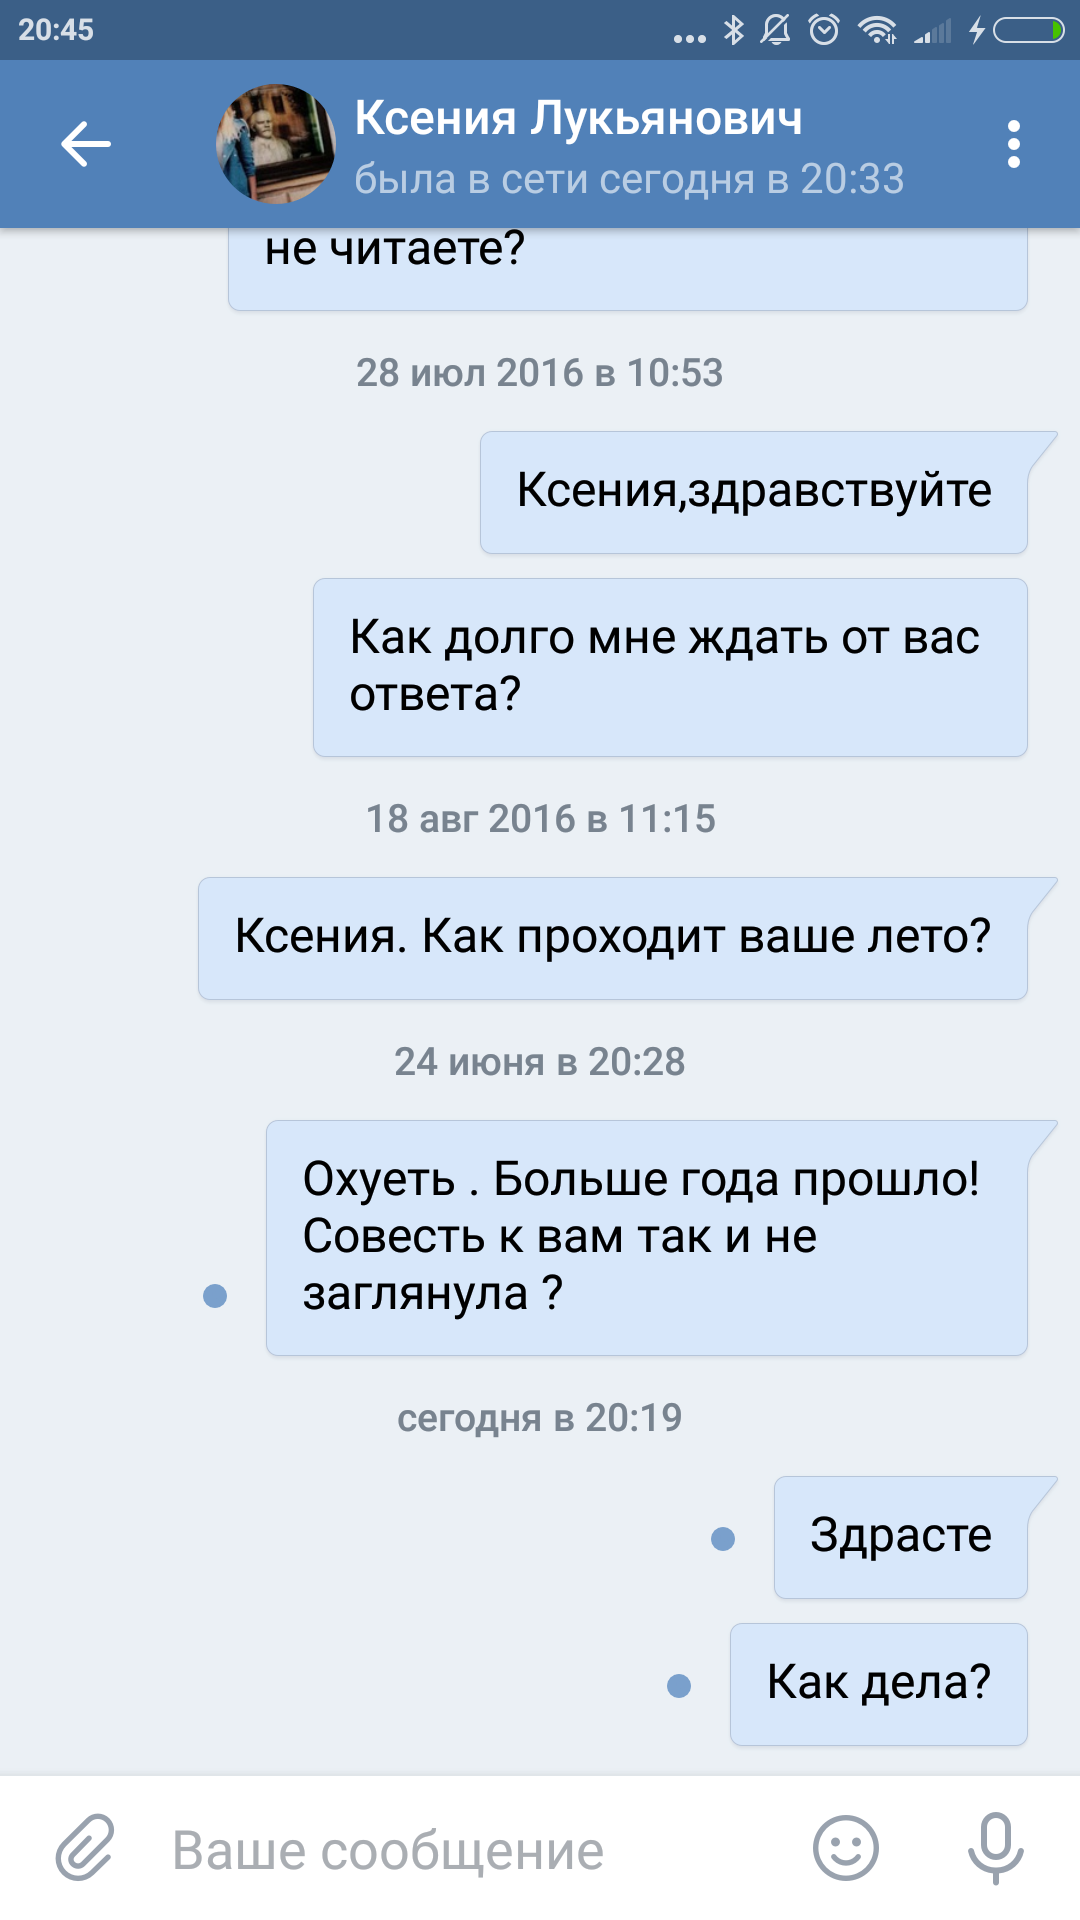 20:45
Ксения Лукьянович
была в сети сегодня в 20:33
не читаете?
28 июл 2016 в 10:53
Ксения,здравствуйте
Как долго мне ждать от вас
ответа?
18 авг 2016 в 11:15
Ксения. Как проходит ваше лето?
24 июня в 20:28
Охуеть . Больше года прошло!
Совесть к вам так и не
заглянула ?
сегодня в 20:19
Здрасте
Как дела?
Ваше сообщение